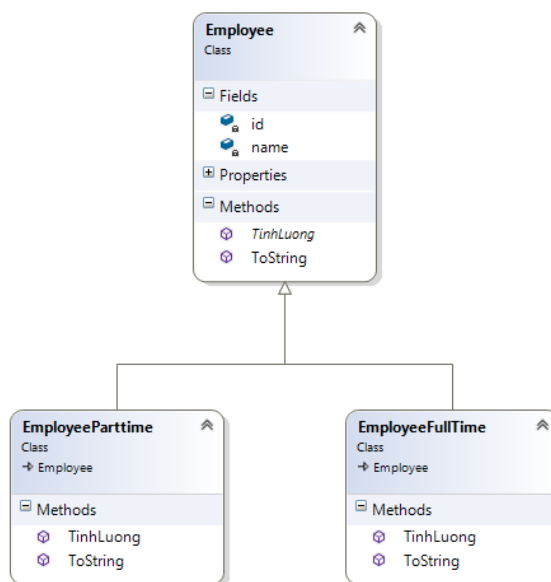 Employee
Class
Fields
id
name
Properties
Methods
TinhLuong
ToString
EmployeeParttime
Class
Employee
Methods
TinhLuong
ToString
EmployeeFullTime
Class
Employee
Methods
TinhLuong
ToString